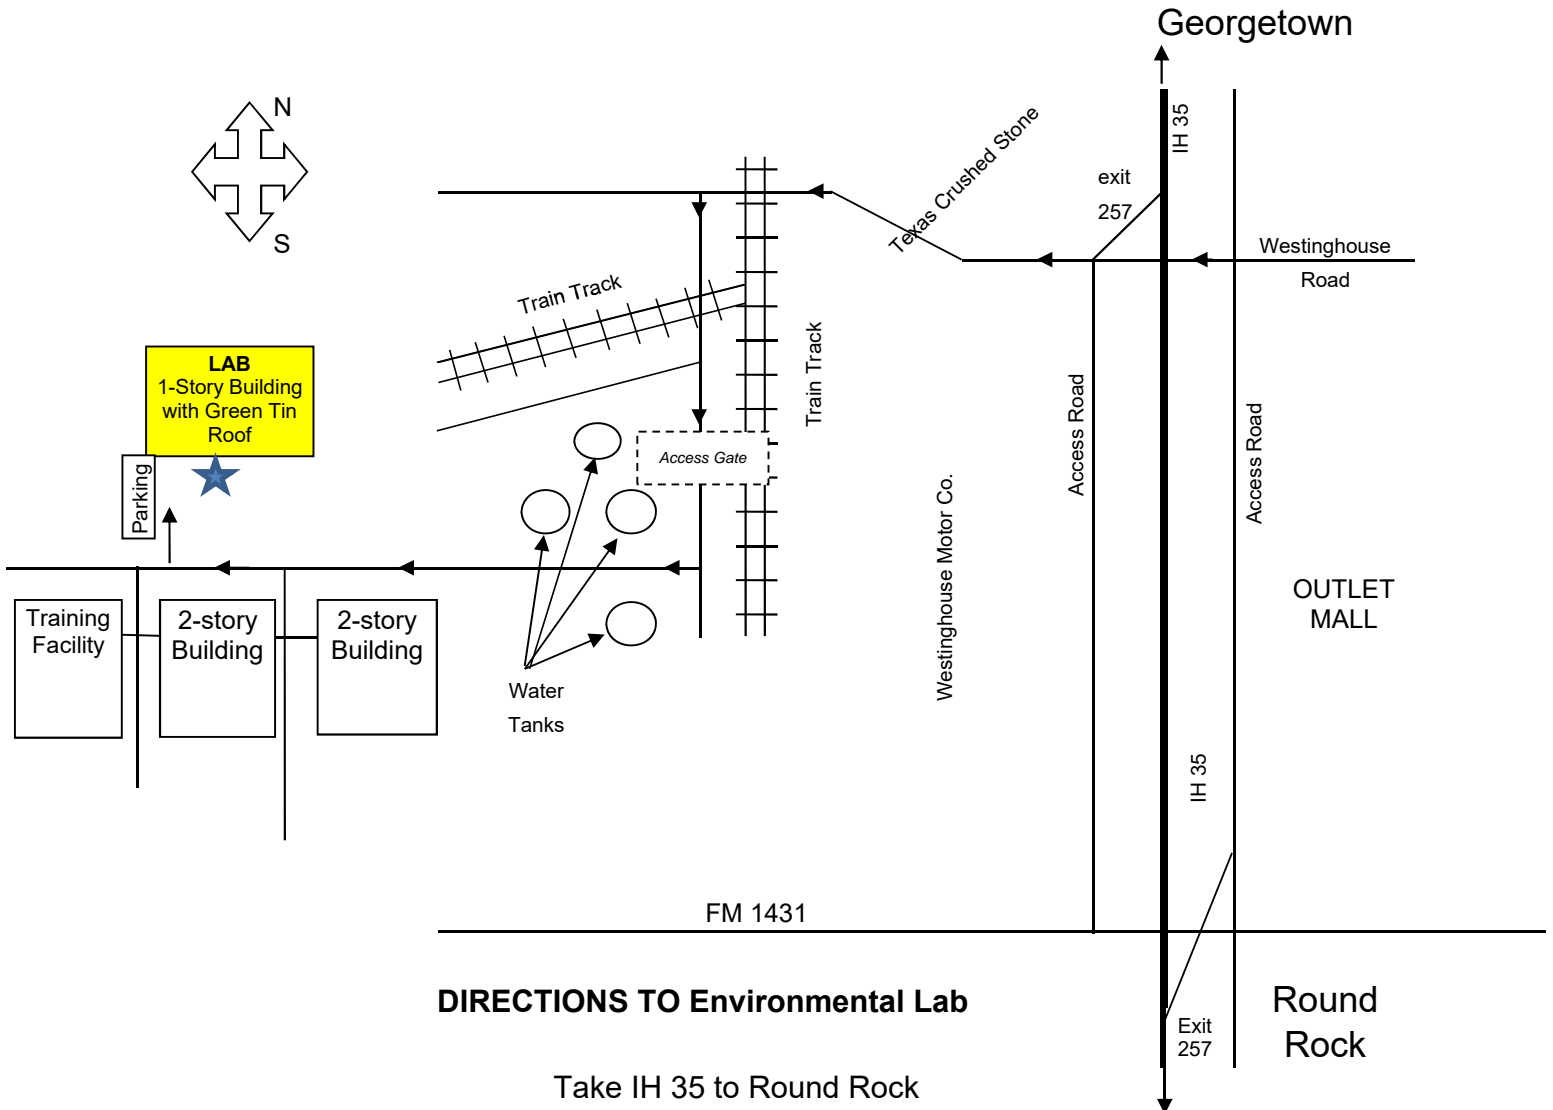 Georgetown
N
S
IH 35
Texas Crushed Stone
exit
257
Westinghouse
Road
Train Track
Train Track
LAB
1-Story Building
with Green Tin
Roof
Parking
Access Gate
Access Road
Access Road
Westinghouse Motor Co.
OUTLET
MALL
Training
Facility
2-story
Building
2-story
Building
Water
Tanks
IH 35
FM 1431
DIRECTIONS TO Environmental Lab
Round
Rock
Exit
257
Take IH 35 to Round Rock